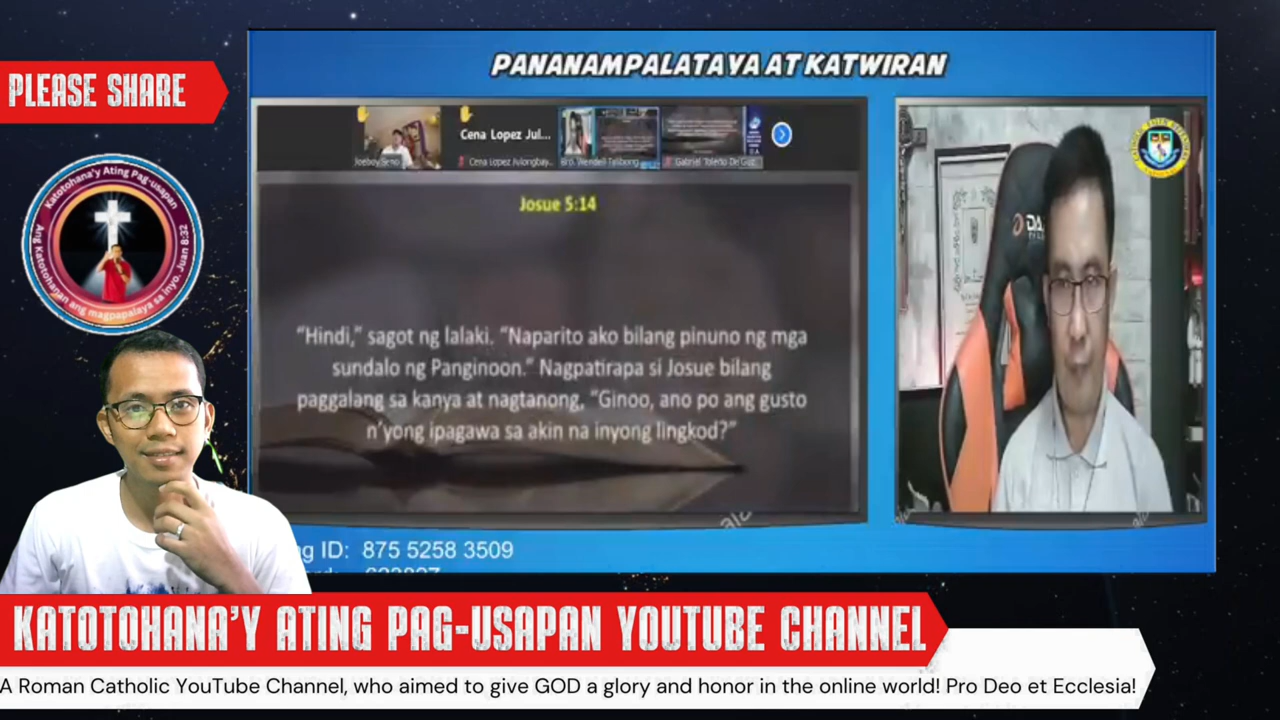 PLEASE SHARE
Katotohana'y Ating Pag-usapan
Ang Katotohanan ang magpapalaya sa inyo. Juan 8:32
PANANAMPALATAYA AT KATWIRAN
Cena Lopez Jul...
Joeboy Seno
Cena Lopez Julongbay...
Bro. Wendell Talibong
Gabriel Toleño De Guz...
Josue 5:14
“Hindi,” sagot ng lalaki. “Naparito ako bilang pinuno ng mga
sundalo ng Panginoon.” Nagpatirapa si Josue bilang
paggalang sa kanya at nagtanong, “Ginoo, ano po ang gusto
n’yong ipagawa sa akin na inyong lingkod?”
ID: 875 5258 3509
KATOTOHANA'Y ATING PAG-USAPAN YOUTUBE CHANNEL
A Roman Catholic YouTube Channel, who aimed to give GOD a glory and honor in the online world! Pro Deo et Ecclesia!